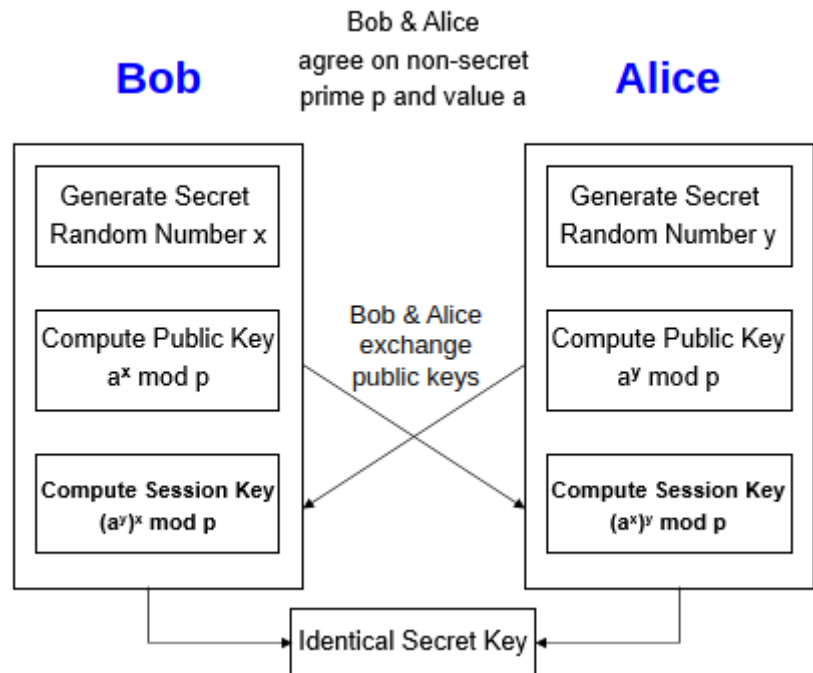 Bob & Alice
agree on non-secret
prime p and value a
Bob
Alice
Generate Secret
Random Number x
Compute Public Key
aˣ mod p
Compute Session Key
(aʸ)ˣ mod p
Bob & Alice
exchange
public keys
Generate Secret
Random Number y
Compute Public Key
aʸ mod p
Compute Session Key
(aˣ)ʸ mod p
Identical Secret Key